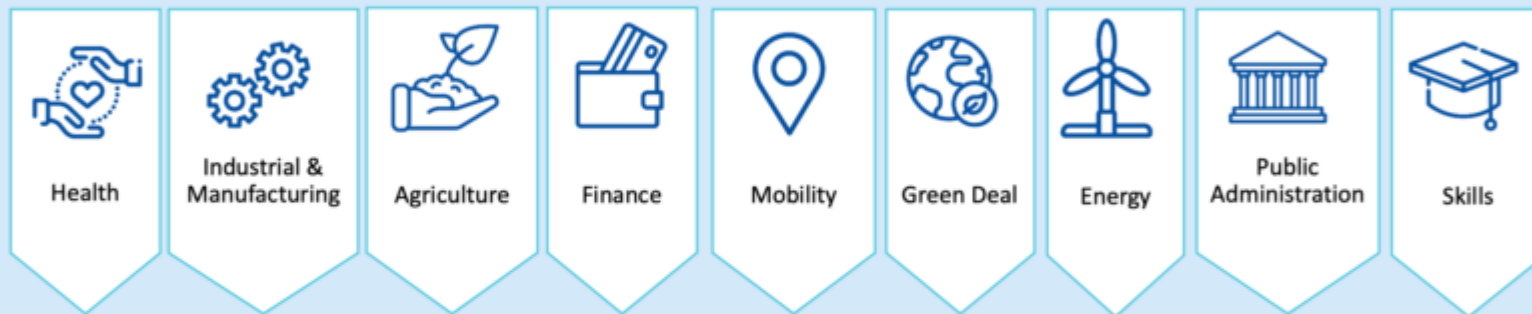 Health
Industrial &
Manufacturing
Agriculture
Finance
Mobility
Green Deal
Energy
Public
Administration
Skills